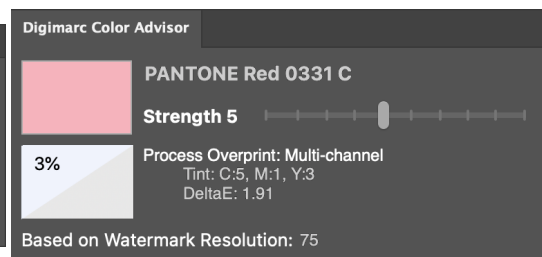 Digimarc Color Advisor
PANTONE Red 0331 C
Strength 5
3%
Process Overprint: Multi-channel
Tint: C:5, M:1, Y:3
DeltaE: 1.91
Based on Watermark Resolution: 75